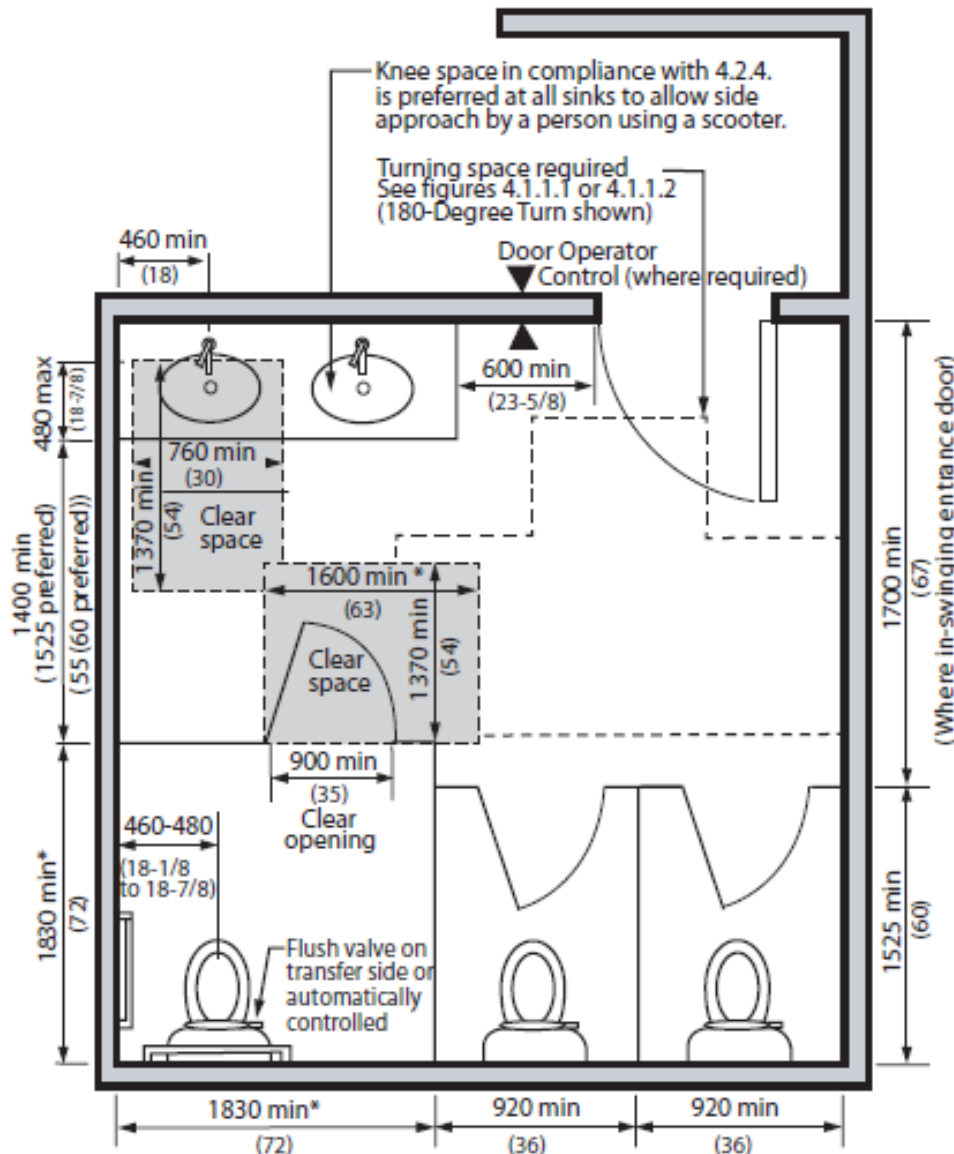 Knee space in compliance with 4.2.4.
is preferred at all sinks to allow side
approach by a person using a scooter.
Turning space required
See figures 4.1.1.1 or 4.1.1.2
(180-Degree Turn shown)
460 min
(18)
Door Operator
Control (where required)
480 max
(18-7/8)
600 min
(23-5/8)
760 min
(30)
1370 min
(54)
Clear
space
1400 min
(1525 preferred)
(55 (60 preferred))
1600 min *
(63)
1370 min
(54)
Clear
space
1700 min
(67)
(Where in-swinging entrance door)
900 min
(35)
Clear
opening
460-480
(18-1/8
to 18-7/8)
1830 min*
(72)
Flush valve on
transfer side or
automatically
controlled
1525 min
(60)
1830 min*
(72)
920 min
(36)
920 min
(36)